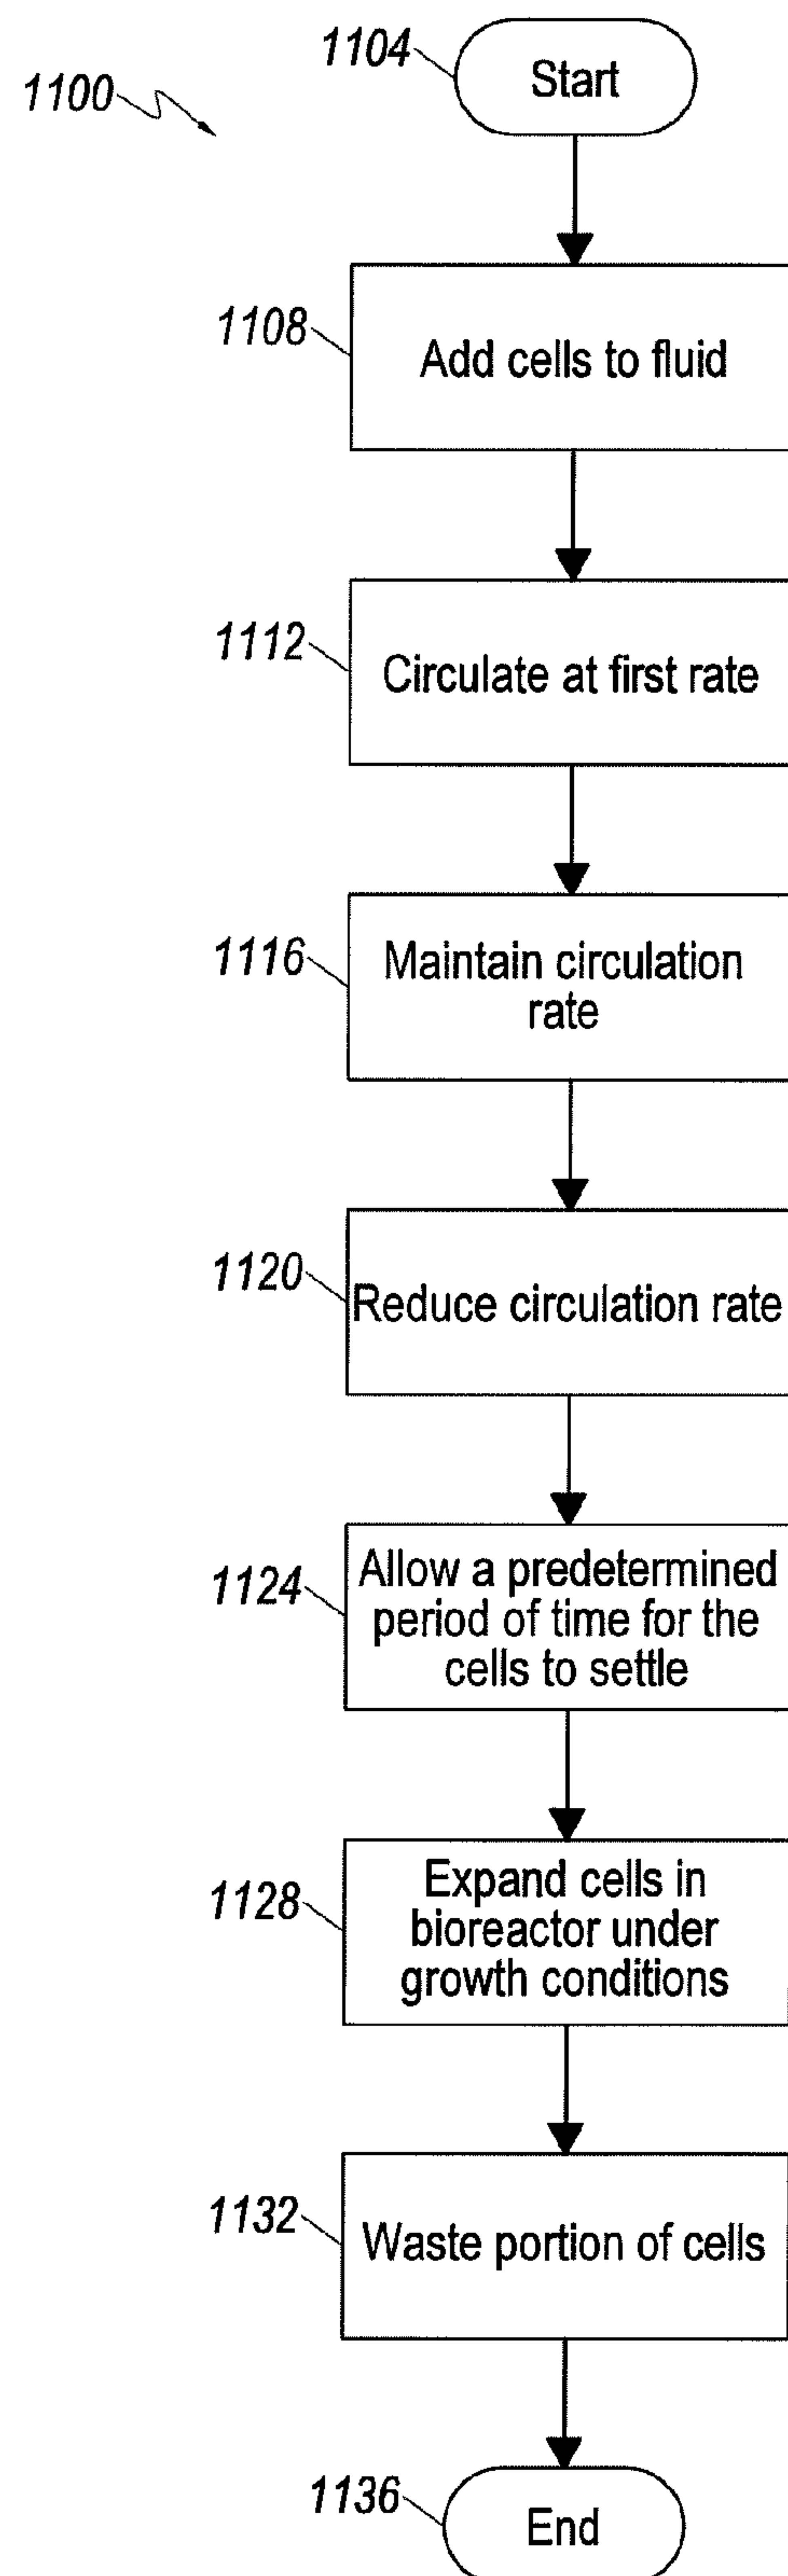 1100
1104
Start
1108
Add cells to fluid
1112
Circulate at first rate
1116
Maintain circulation
rate
1120
Reduce circulation rate
1124
Allow a predetermined
period of time for the
cells to settle
1128
Expand cells in
bioreactor under
growth conditions
1132
Waste portion of cells
1136
End